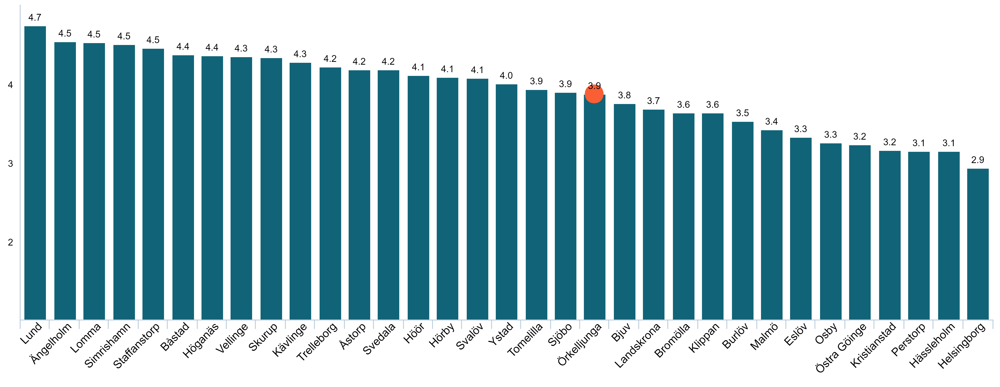 4.7
4.5
4.5
4.5
4.5
4.4
4.4
4.3
4.3
4.3
4.2
4.2
4.2
4.1
4.1
4.1
4.0
3.9
3.9
3.9
3.8
3.7
3.6
3.6
3.5
3.4
3.3
3.3
3.2
3.2
3.1
3.1
2.9
4
3
2
Lund
Ängelholm
Lomma
Simrishamn
Staffanstorp
Båstad
Höganäs
Vellinge
Skurup
Kävlinge
Trelleborg
Åstorp
Svedala
Höör
Hörby
Svalöv
Ystad
Tomelilla
Sjöbo
Örkelljunga
Bjuv
Landskrona
Bromölla
Klippan
Burlöv
Malmö
Eslöv
Osby
Östra Göinge
Kristianstad
Perstorp
Hässleholm
Helsingborg